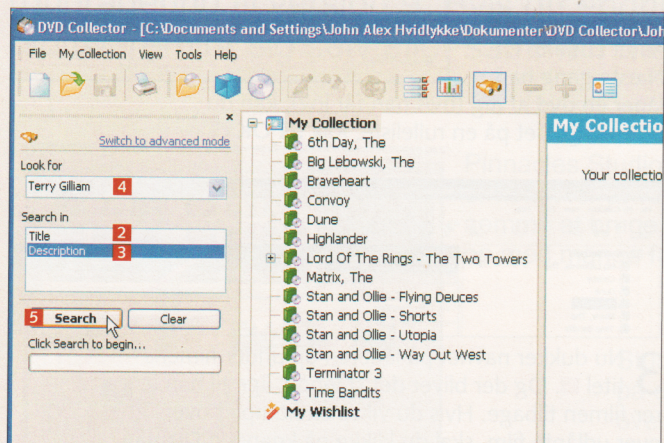 DVD Collector - [C:\Documents and Settings\John Alex Hvidlykke\Dokumenter\DVD Collector\Joh
File My Collection View Tools Help
Switch to advanced mode
Look for
Terry Gilliam 4
Search in
Title 2
Description 3
5 Search Clear
Click Search to begin...
My Collection
6th Day, The
Big Lebowski, The
Braveheart
Convoy
Dune
Highlander
Lord Of The Rings - The Two Towers
Matrix, The
Stan and Ollie - Flying Deuces
Stan and Ollie - Shorts
Stan and Ollie - Utopia
Stan and Ollie - Way Out West
Terminator 3
Time Bandits
My Wishlist
My Collectio
Your collectio